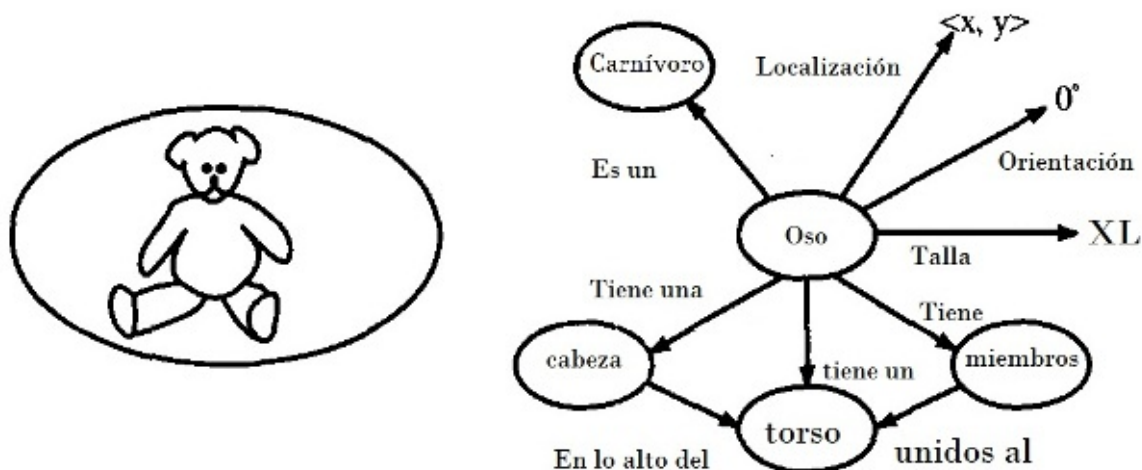 <x, y>
Carnívoro
Localización
0°
Es un
Orientación
Oso
XL
Talla
Tiene una
Tiene
cabeza
tiene un
miembros
torso
En lo alto del
unidos al